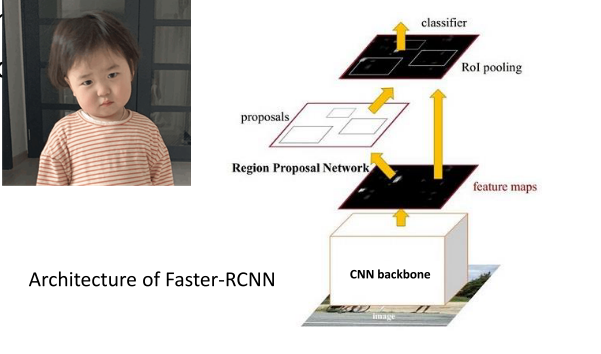 classifier
RoI pooling
proposals
Region Proposal Network
feature maps
CNN backbone
Architecture of Faster-RCNN
image